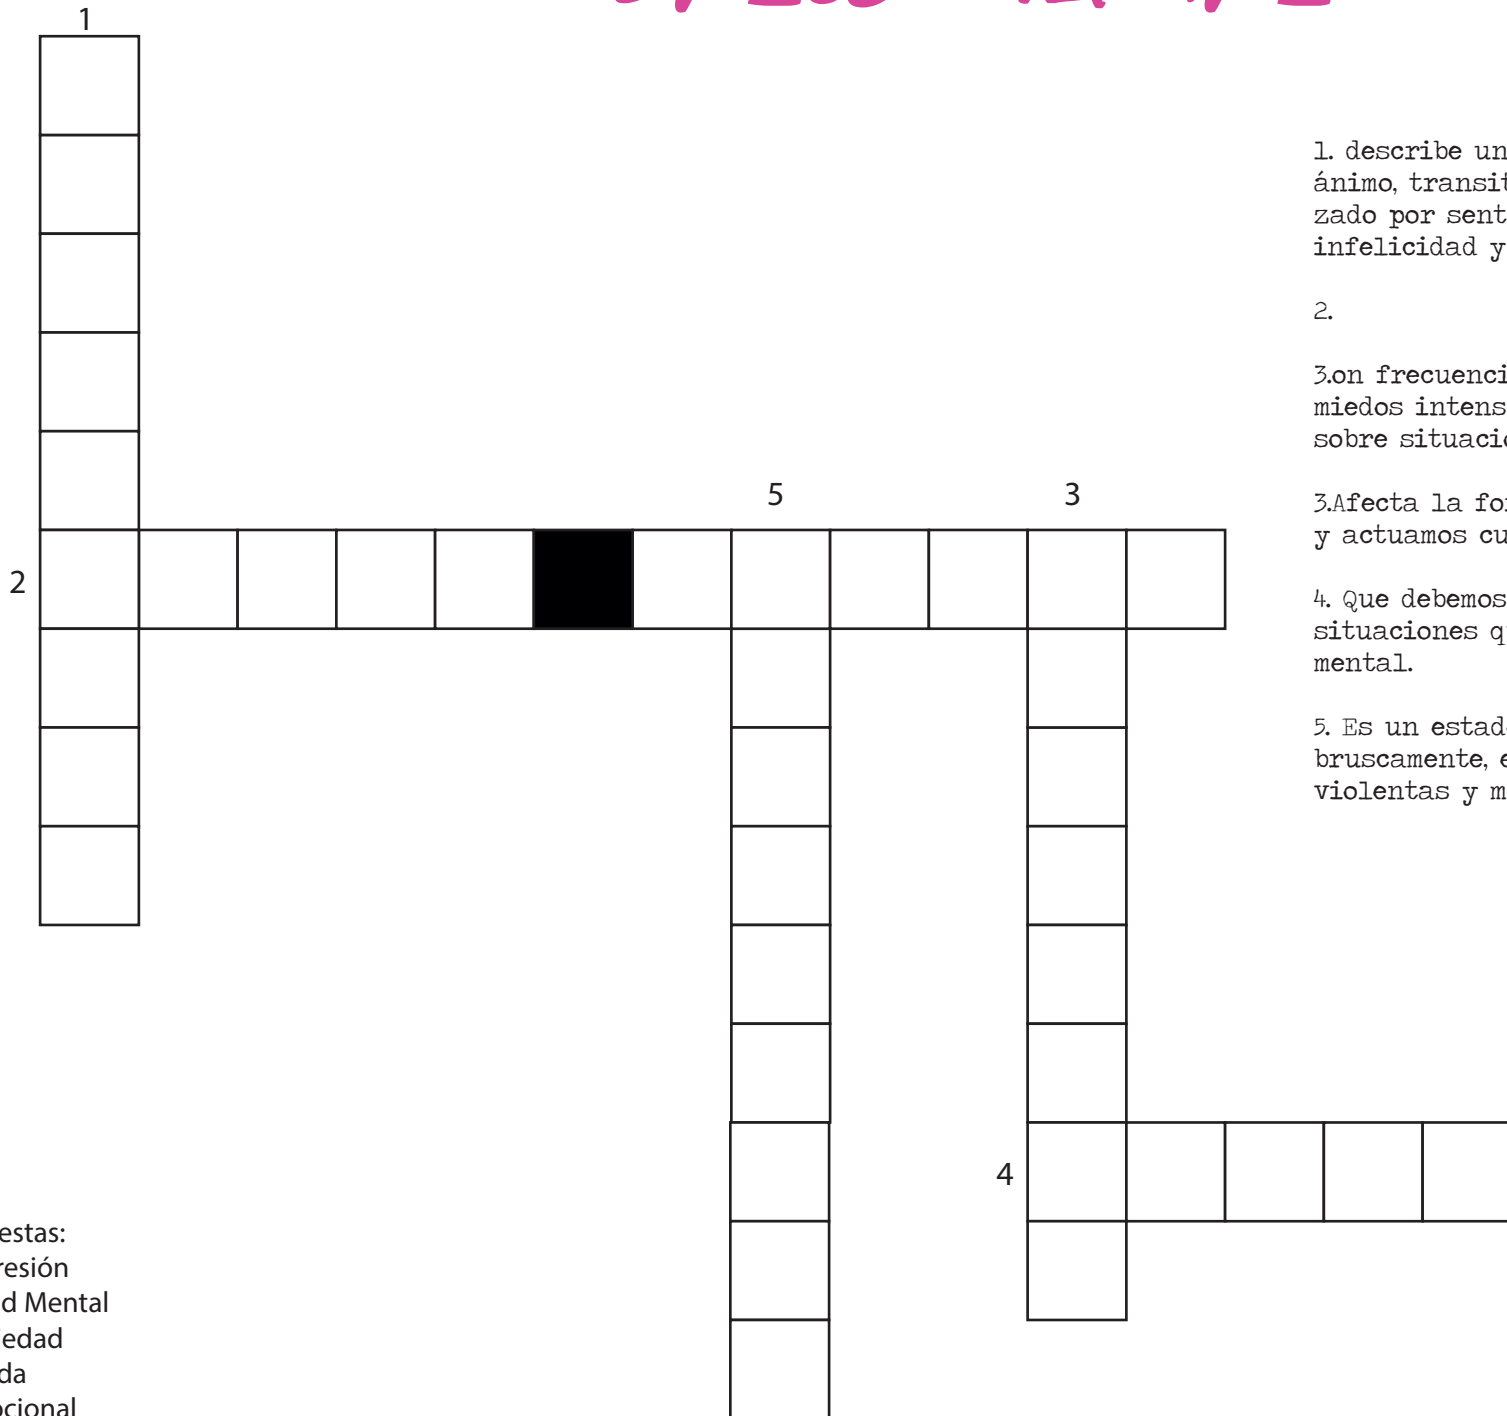 1
1. describe un
ánimo, transit
zado por sent
infelicidad y
2.
3.on frecuenci
miedos intens
sobre situaci
5
3
3.Afecta la fo
y actuamos cu
2
4. Que debemos
situaciones q
mental.
5. Es un estad
bruscamente, e
violentas y m
4
estas:
resión
d Mental
iedad
da
ocional